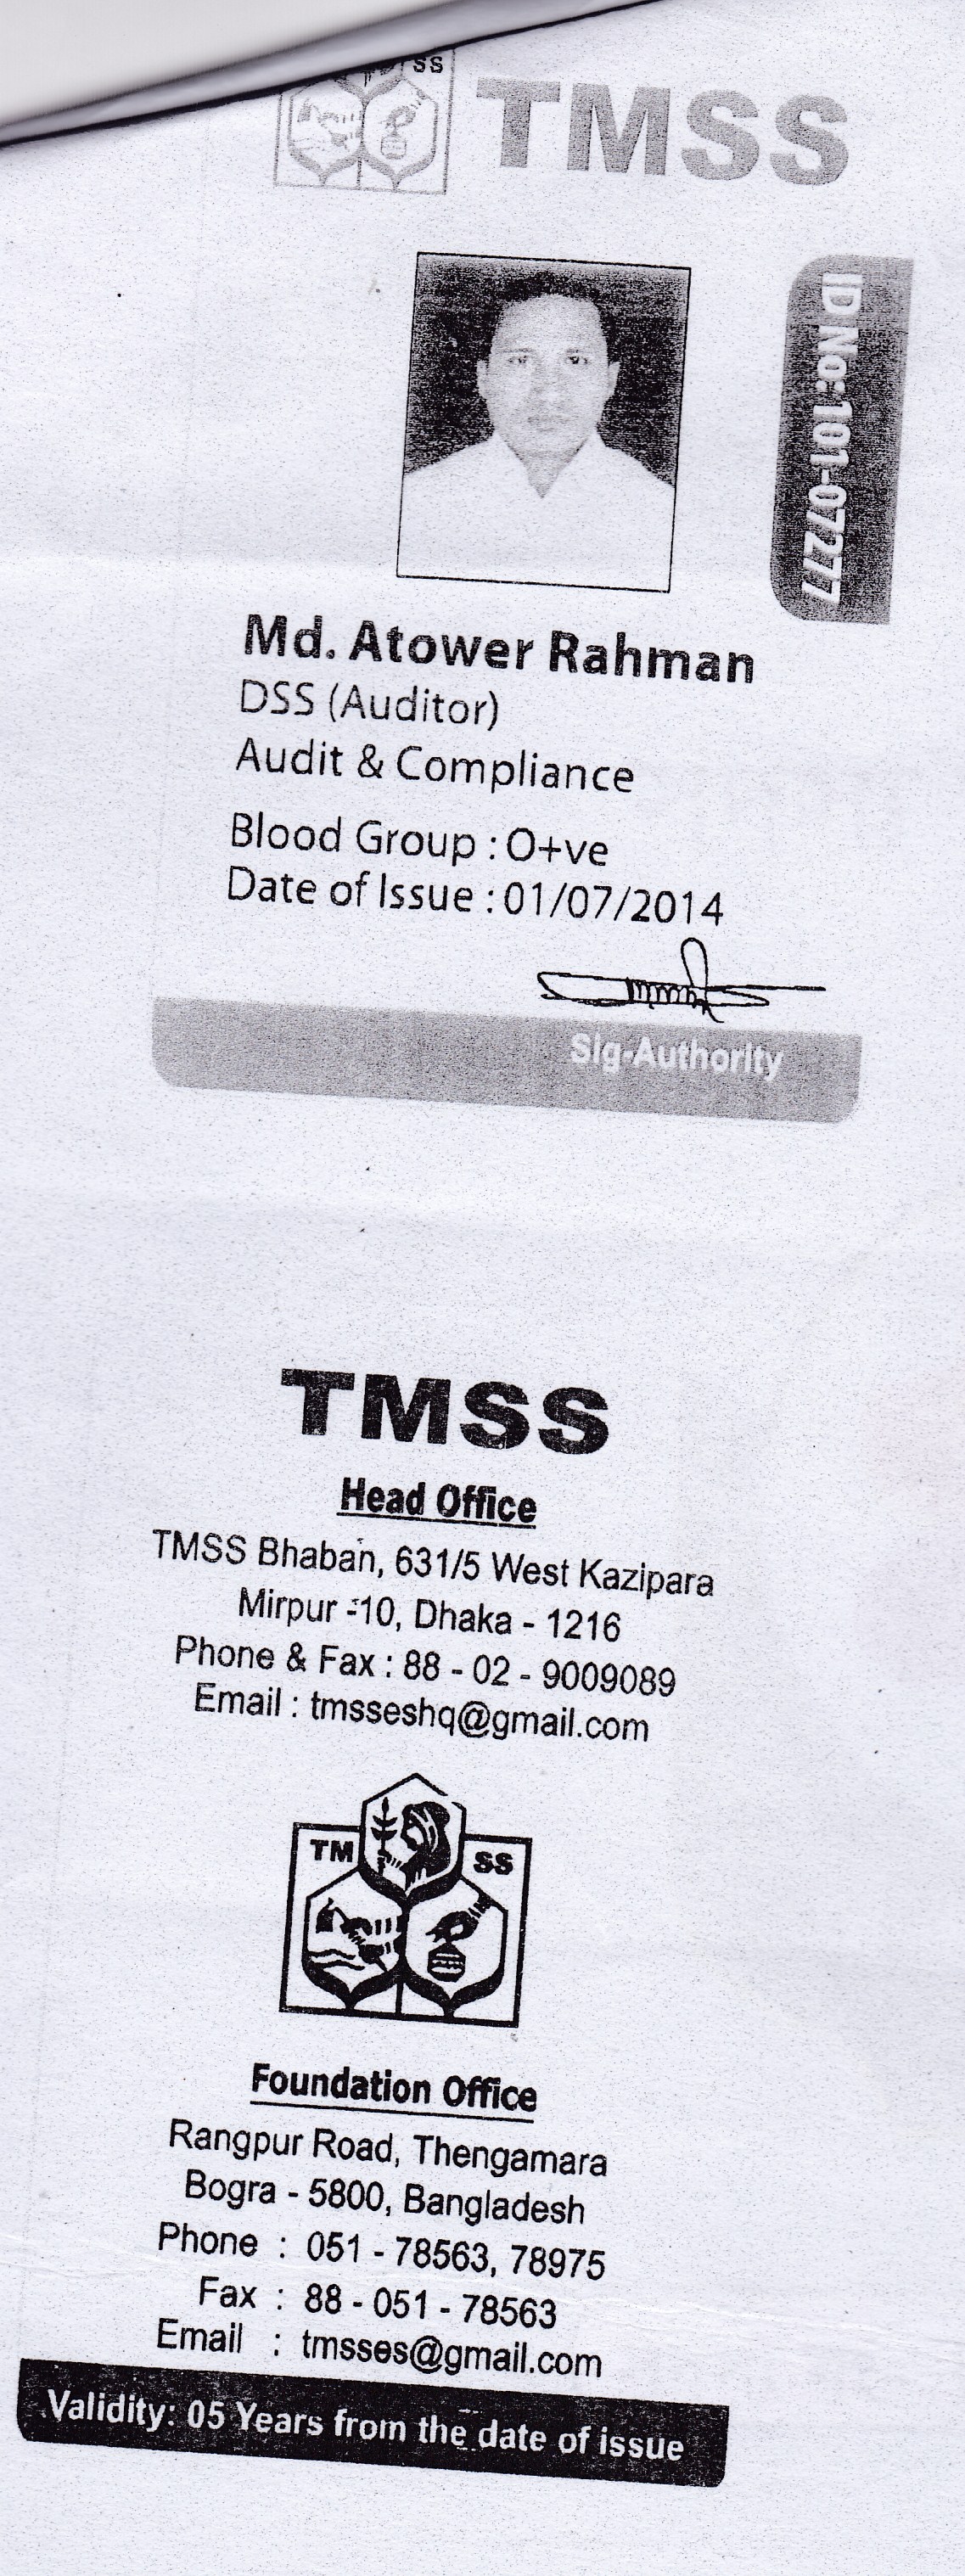 SS
TMSS
ID No: 101-07277
Md. Atower Rahman
DSS (Auditor)
Audit & Compliance
Blood Group : O+ve
Date of Issue : 01/07/2014
Sig-Authority
TMSS
Head Office
TMSS Bhaban, 631/5 West Kazipara
Mirpur -10, Dhaka - 1216
Phone & Fax : 88 - 02 - 9009089
Email : tmsseshq@gmail.com
TM SS
Foundation Office
Rangpur Road, Thengamara
Bogra - 5800, Bangladesh
Phone : 051 - 78563, 78975
Fax : 88 - 051 - 78563
Email : tmsses@gmail.com
Validity: 05 Years from the date of issue